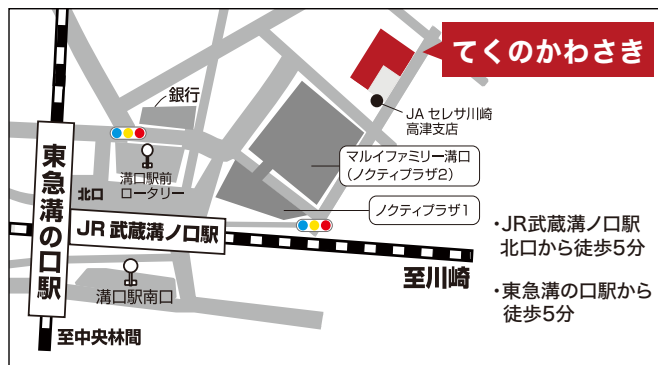 てくのかわさき
銀行
JA セレサ川崎
高津支店
マルイファミリー溝口
（ノクティプラザ2）
溝口駅前
ロータリー
北口
東急溝の口駅
ノクティプラザ1
JR 武蔵溝ノ口駅
至川崎
溝口駅南口
至中央林間
・JR武蔵溝ノ口駅
北口から徒歩5分
・東急溝の口駅から
徒歩5分